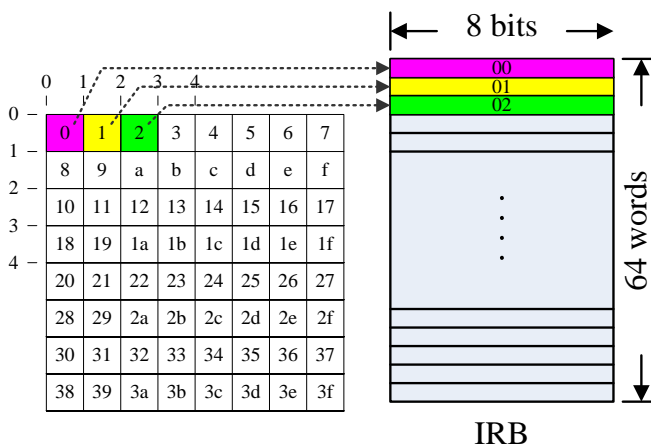 8 bits
0 1 2 3 4
00
01
02
0
1
2
3
4
0 1 2 3 4 5 6 7
8 9 a b c d e f
10 11 12 13 14 15 16 17
18 19 1a 1b 1c 1d 1e 1f
20 21 22 23 24 25 26 27
28 29 2a 2b 2c 2d 2e 2f
30 31 32 33 34 35 36 37
38 39 3a 3b 3c 3d 3e 3f
64 words
IRB